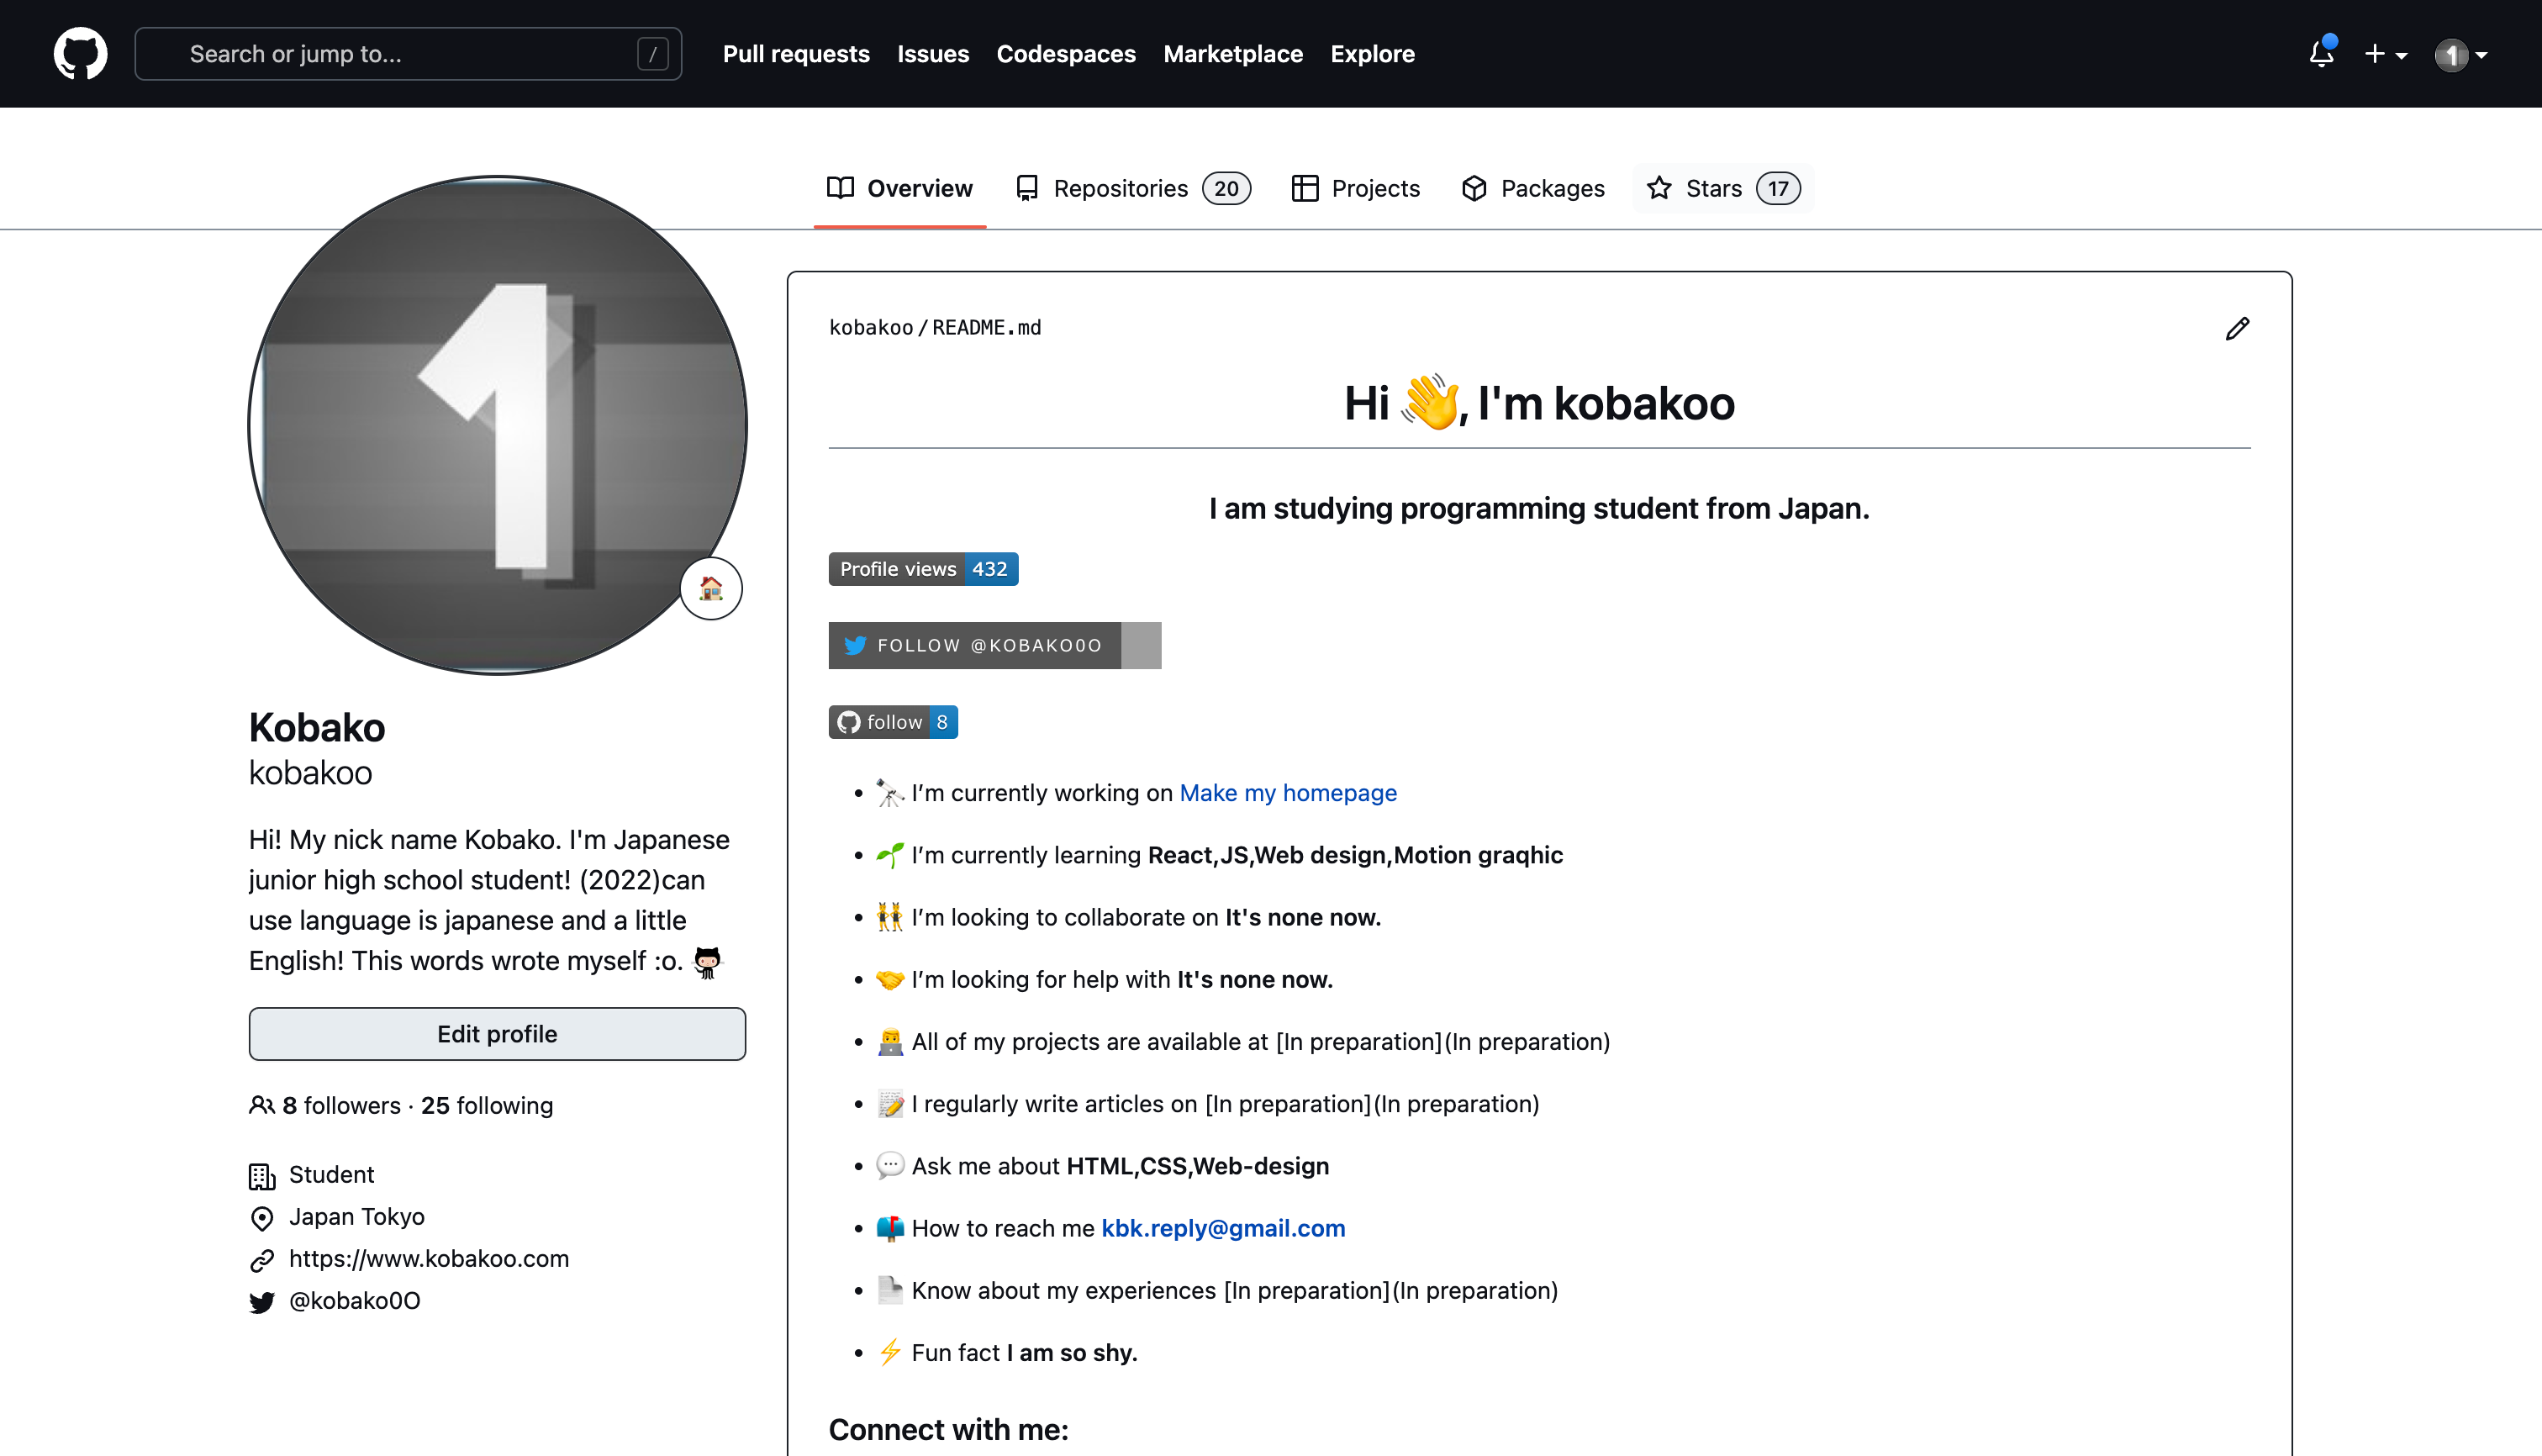 Search or jump to... /
Pull requests Issues Codespaces Marketplace Explore
1
Overview Repositories 20 Projects Packages Stars 17
1
Kobako
kobakoo
Hi! My nick name Kobako. I'm Japanese
junior high school student! (2022)can
use language is japanese and a little
English! This words wrote myself :o.
Edit profile
8 followers · 25 following
Student
Japan Tokyo
https://www.kobakoo.com
@kobako0O
kobakoo/README.md
Hi 👋, I'm kobakoo
I am studying programming student from Japan.
Profile views 432
FOLLOW @KOBAKO0O
follow 8
• 🔭 I’m currently working on Make my homepage
• 🌱 I’m currently learning React,JS,Web design,Motion graqhic
• 👯 I’m looking to collaborate on It's none now.
• 🤝 I’m looking for help with It's none now.
• 👨‍💻 All of my projects are available at [In preparation](In preparation)
• 📝 I regularly write articles on [In preparation](In preparation)
• 💬 Ask me about HTML,CSS,Web-design
• 📫 How to reach me kbk.reply@gmail.com
• 📄 Know about my experiences [In preparation](In preparation)
• ⚡ Fun fact I am so shy.
Connect with me: